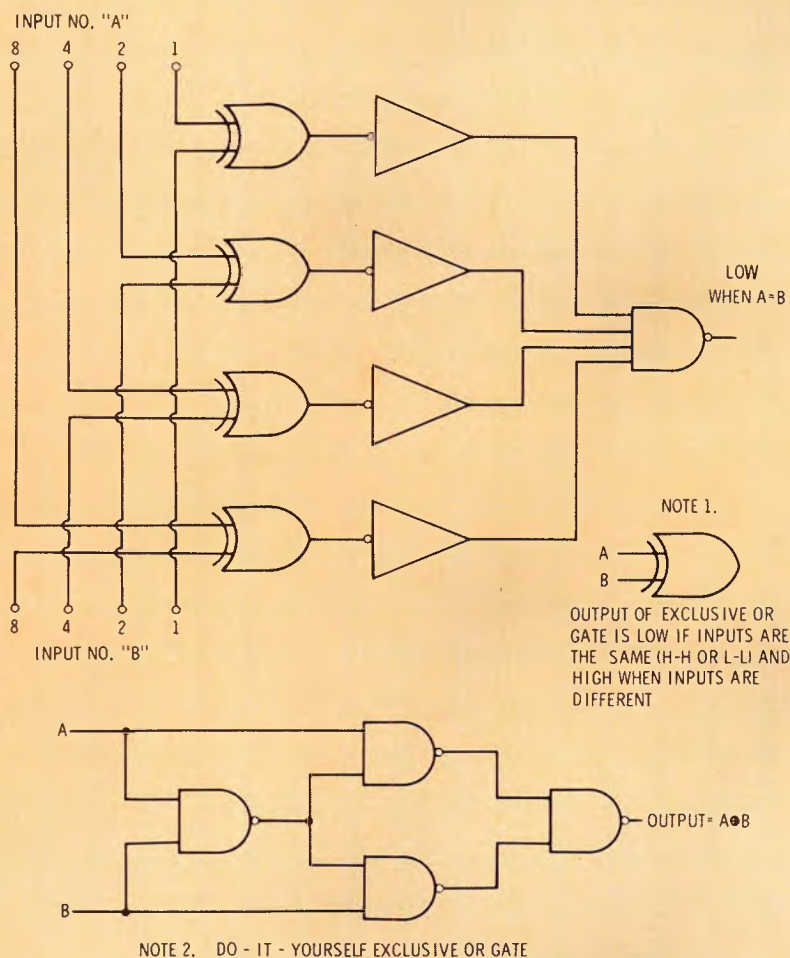 INPUT NO. "A"
8 4 2 1
LOW
WHEN A=B
8 4 2 1
INPUT NO. "B"
NOTE 1.
A
B
OUTPUT OF EXCLUSIVE OR
GATE IS LOW IF INPUTS ARE
THE SAME (H-H OR L-L) AND
HIGH WHEN INPUTS ARE
DIFFERENT
A
B
OUTPUT= A⊕B
NOTE 2. DO - IT - YOURSELF EXCLUSIVE OR GATE